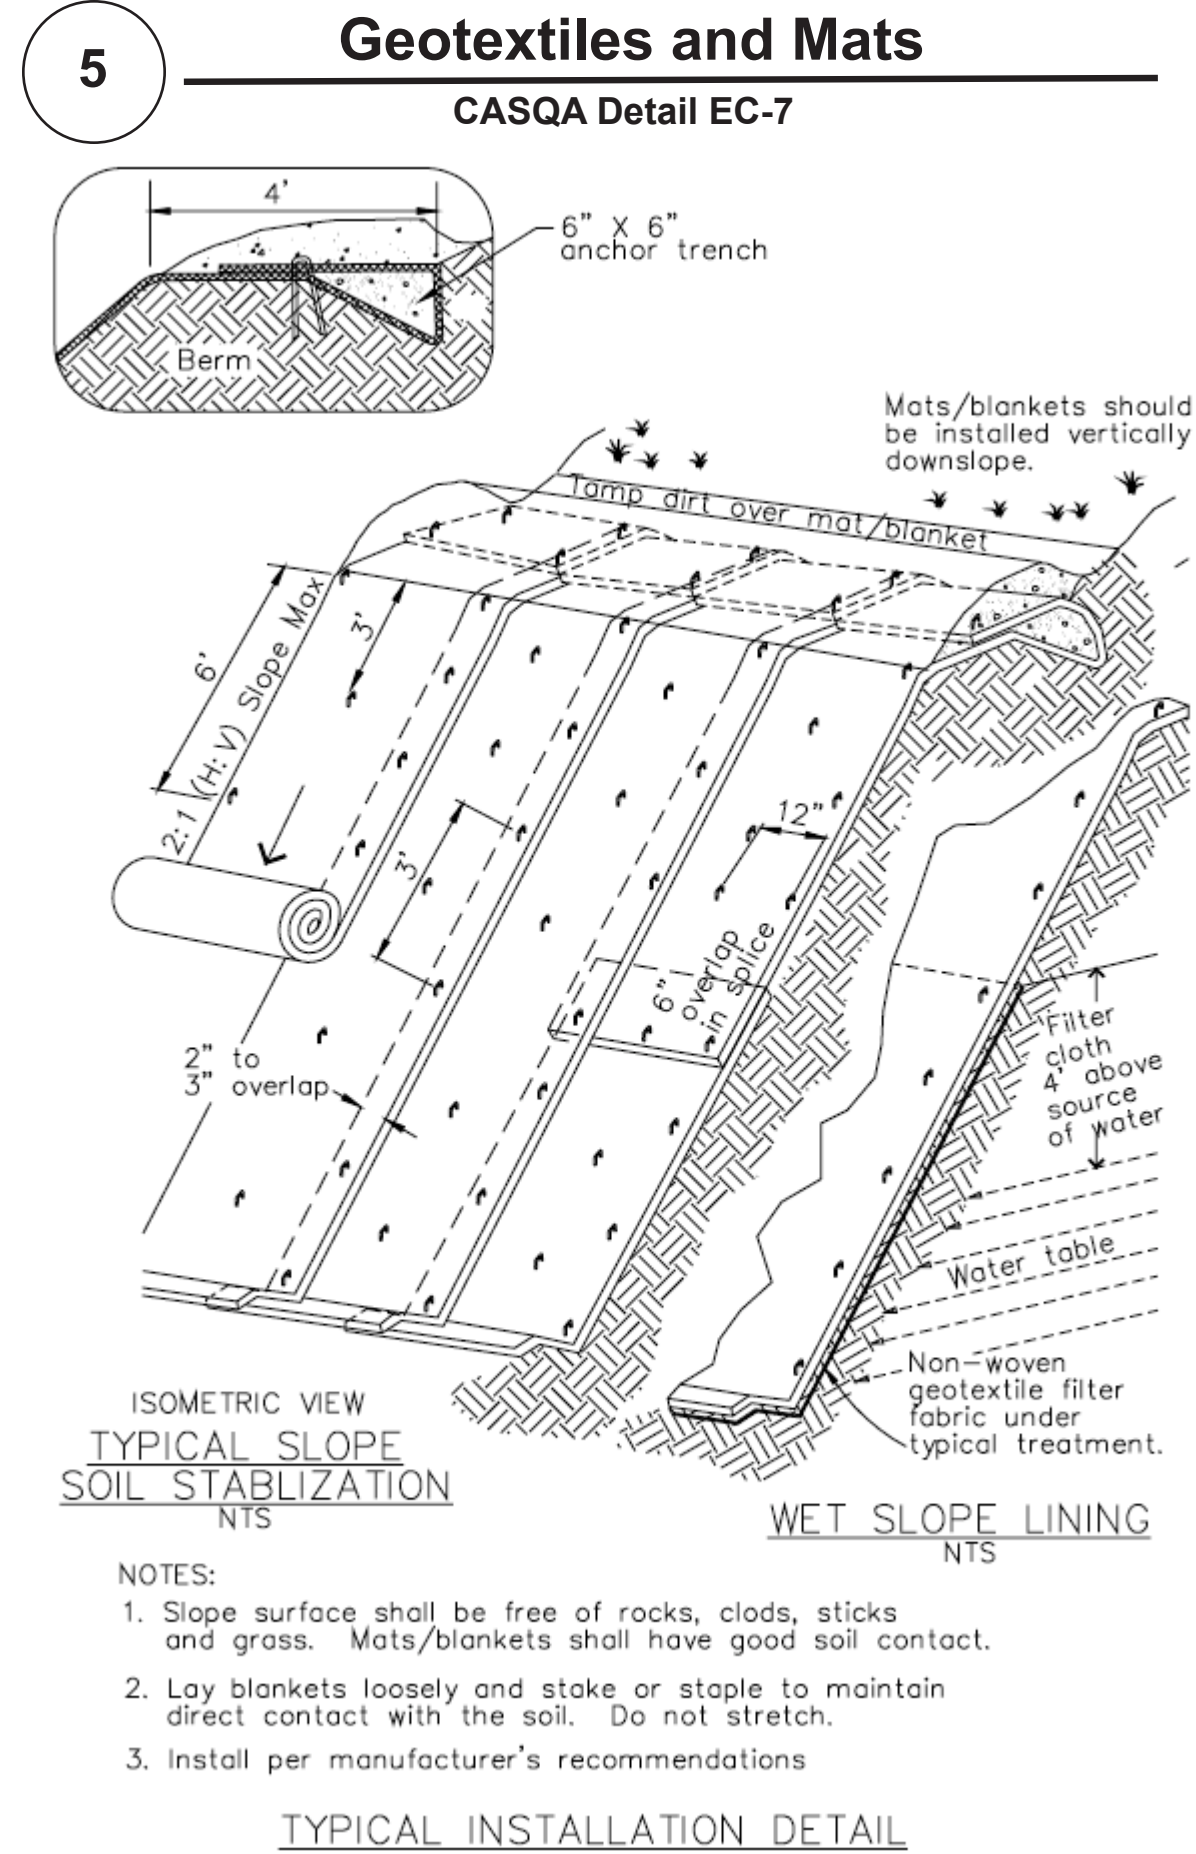 5
Geotextiles and Mats
CASQA Detail EC-7
4'
6" X 6"
anchor trench
Berm
Mats/blankets should
be installed vertically
downslope.
Tamp dirt over mat/blanket
6'
2:1 (H:V) Slope Max
3'
3'
12"
6"
overlap
in splice
2" to
3" overlap
Filter
cloth
4' above
source
of water
Water table
Non-woven
geotextile filter
fabric under
typical treatment.
ISOMETRIC VIEW
TYPICAL SLOPE
SOIL STABLIZATION
NTS
WET SLOPE LINING
NTS
NOTES:
1. Slope surface shall be free of rocks, clods, sticks
and grass. Mats/blankets shall have good soil contact.
2. Lay blankets loosely and stake or staple to maintain
direct contact with the soil. Do not stretch.
3. Install per manufacturer's recommendations
TYPICAL INSTALLATION DETAIL